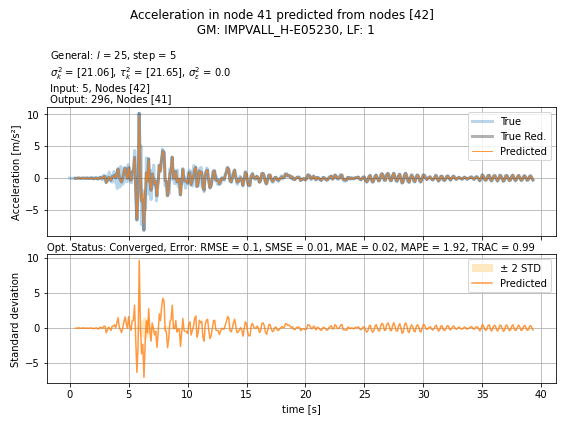 Acceleration in node 41 predicted from nodes [42]
GM: IMPVALL_H-E05230, LF: 1
General: l = 25, step = 5
σ²ₖ = [21.06], τ²ₖ = [21.65], σ²ε = 0.0
Input: 5, Nodes [42]
Output: 296, Nodes [41]
10
5
0
−5
Acceleration [m/s²]
True
True Red.
Predicted
Opt. Status: Converged, Error: RMSE = 0.1, SMSE = 0.01, MAE = 0.02, MAPE = 1.92, TRAC = 0.99
10
5
0
−5
Standard deviation
± 2 STD
Predicted
0 5 10 15 20 25 30 35 40
time [s]